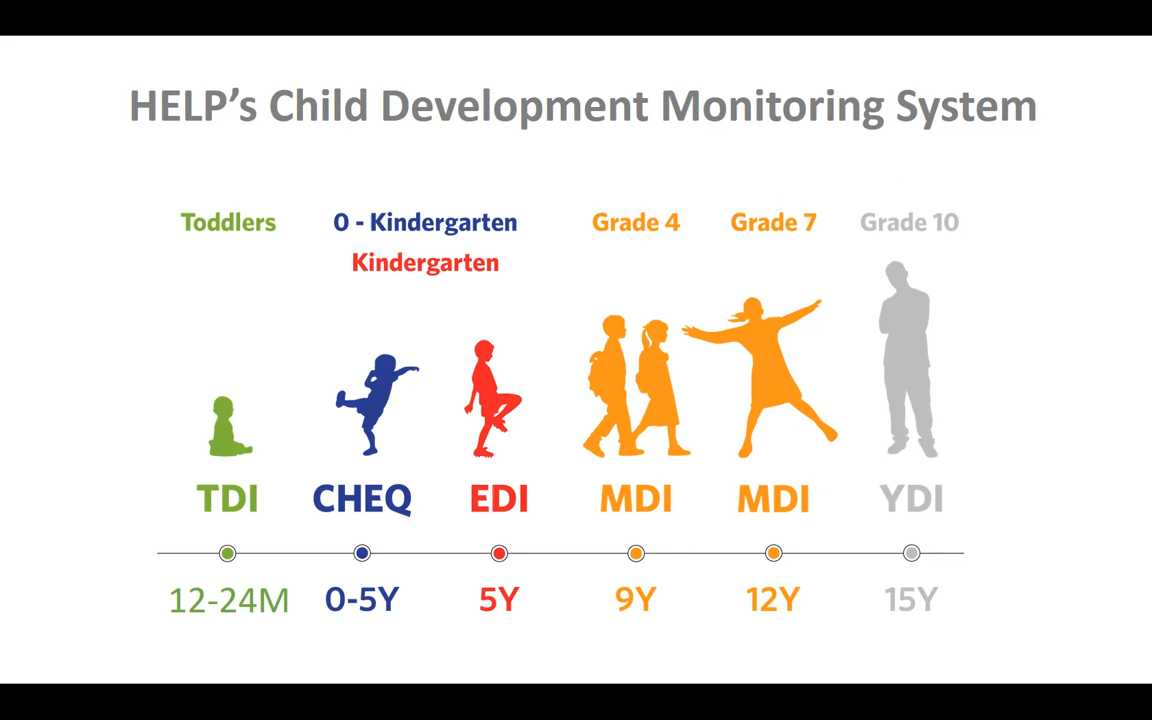 HELP’s Child Development Monitoring System
Toddlers
0 - Kindergarten
Grade 4
Grade 7
Grade 10
Kindergarten
TDI
CHEQ
EDI
MDI
MDI
YDI
12-24M
0-5Y
5Y
9Y
12Y
15Y